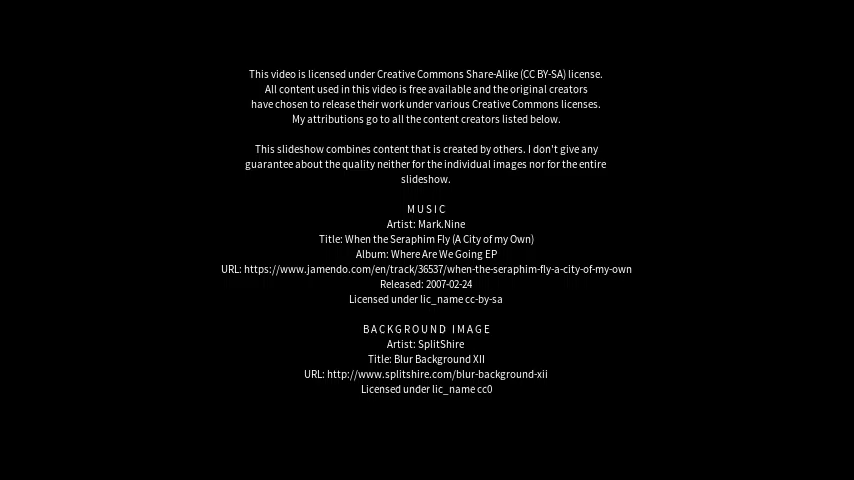 This video is licensed under Creative Commons Share-Alike (CC BY-SA) license.
All content used in this video is free available and the original creators
have chosen to release their work under various Creative Commons licenses.
My attributions go to all the content creators listed below.
This slideshow combines content that is created by others. I don't give any
guarantee about the quality neither for the individual images nor for the entire
slideshow.
MUSIC
Artist: Mark.Nine
Title: When the Seraphim Fly (A City of my Own)
Album: Where Are We Going EP
URL: https://www.jamendo.com/en/track/36537/when-the-seraphim-fly-a-city-of-my-own
Released: 2007-02-24
Licensed under lic_name cc-by-sa
BACKGROUND IMAGE
Artist: SplitShire
Title: Blur Background XII
URL: http://www.splitshire.com/blur-background-xii
Licensed under lic_name cc0